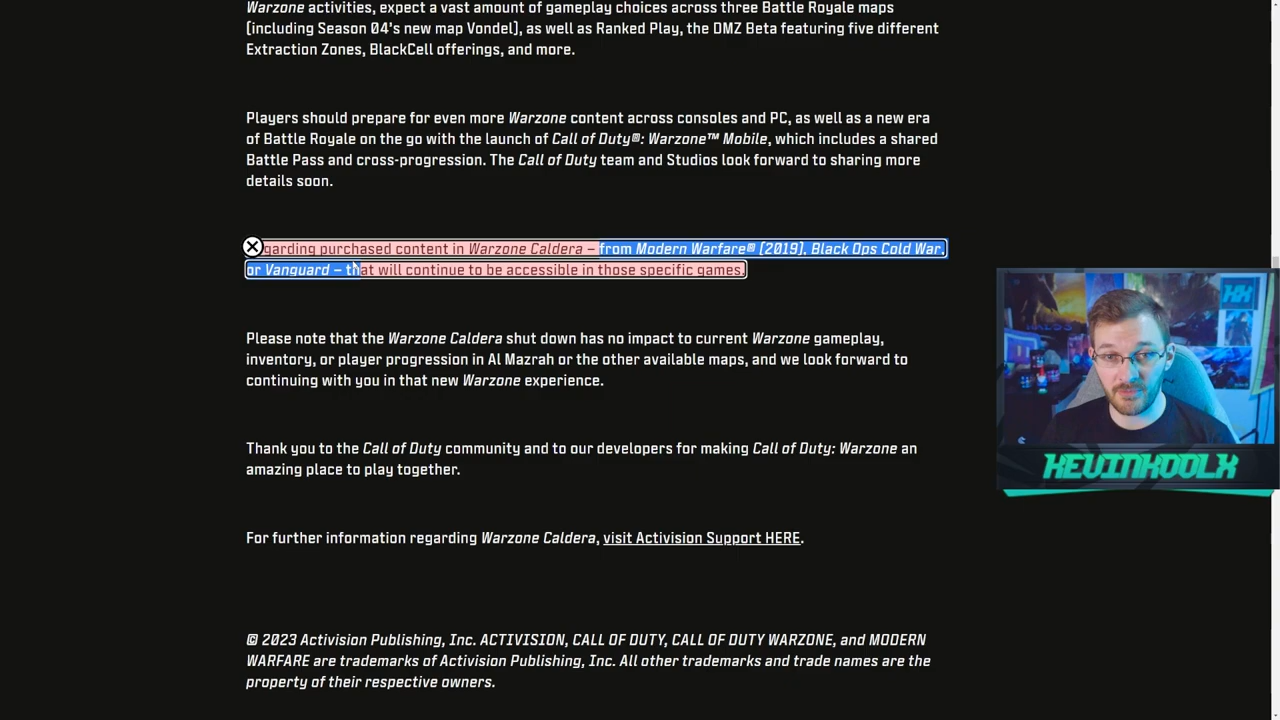 Warzone activities, expect a vast amount of gameplay choices across three Battle Royale maps
(including Season 04's new map Vondel), as well as Ranked Play, the DMZ Beta featuring five different
Extraction Zones, BlackCell offerings, and more.
Players should prepare for even more Warzone content across consoles and PC, as well as a new era
of Battle Royale on the go with the launch of Call of Duty®: Warzone™ Mobile, which includes a shared
Battle Pass and cross-progression. The Call of Duty team and Studios look forward to sharing more
details soon.
garding purchased content in Warzone Caldera – from Modern Warfare® (2019), Black Ops Cold War,
or Vanguard – that will continue to be accessible in those specific games.
Please note that the Warzone Caldera shut down has no impact to current Warzone gameplay,
inventory, or player progression in Al Mazrah or the other available maps, and we look forward to
continuing with you in that new Warzone experience.
Thank you to the Call of Duty community and to our developers for making Call of Duty: Warzone an
amazing place to play together.
For further information regarding Warzone Caldera, visit Activision Support HERE.
© 2023 Activision Publishing, Inc. ACTIVISION, CALL OF DUTY, CALL OF DUTY WARZONE, and MODERN
WARFARE are trademarks of Activision Publishing, Inc. All other trademarks and trade names are the
property of their respective owners.
KEVINKOOLX